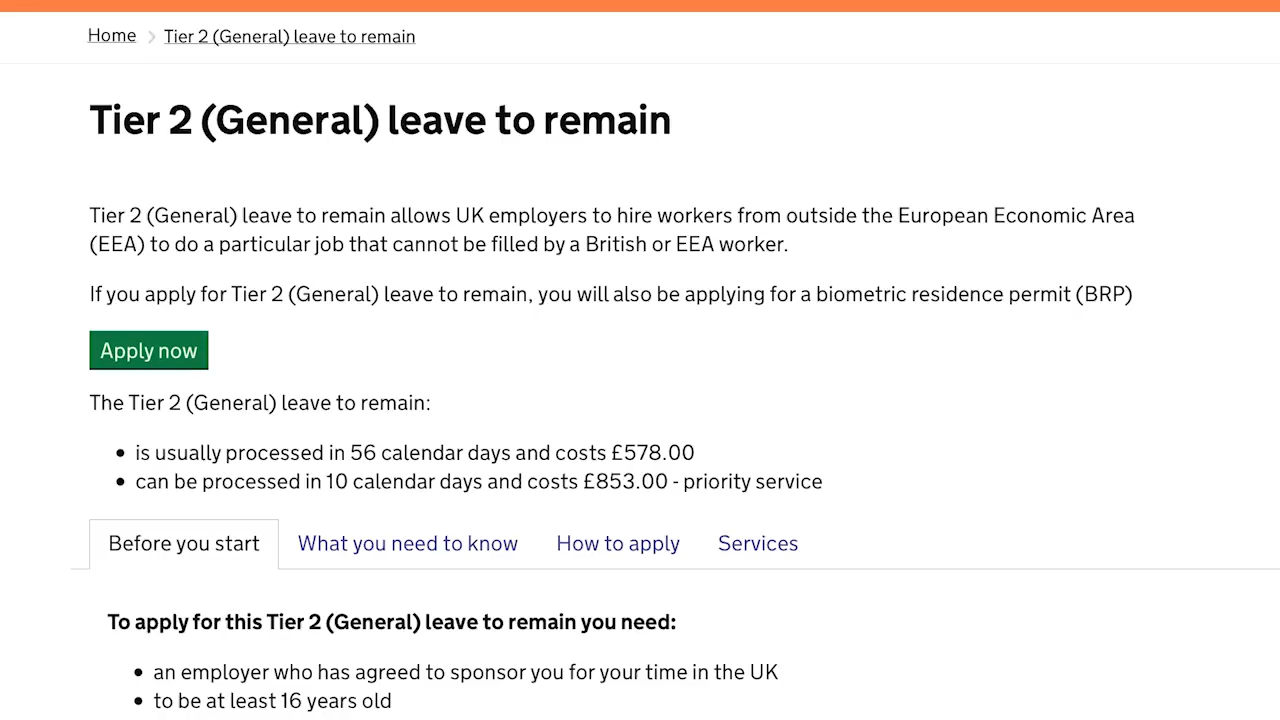 Home
Tier 2 (General) leave to remain
Tier 2 (General) leave to remain
Tier 2 (General) leave to remain allows UK employers to hire workers from outside the European Economic Area
(EEA) to do a particular job that cannot be filled by a British or EEA worker.
If you apply for Tier 2 (General) leave to remain, you will also be applying for a biometric residence permit (BRP)
Apply now
The Tier 2 (General) leave to remain:
• is usually processed in 56 calendar days and costs £578.00
• can be processed in 10 calendar days and costs £853.00 - priority service
Before you start
What you need to know
How to apply
Services
To apply for this Tier 2 (General) leave to remain you need:
• an employer who has agreed to sponsor you for your time in the UK
• to be at least 16 years old